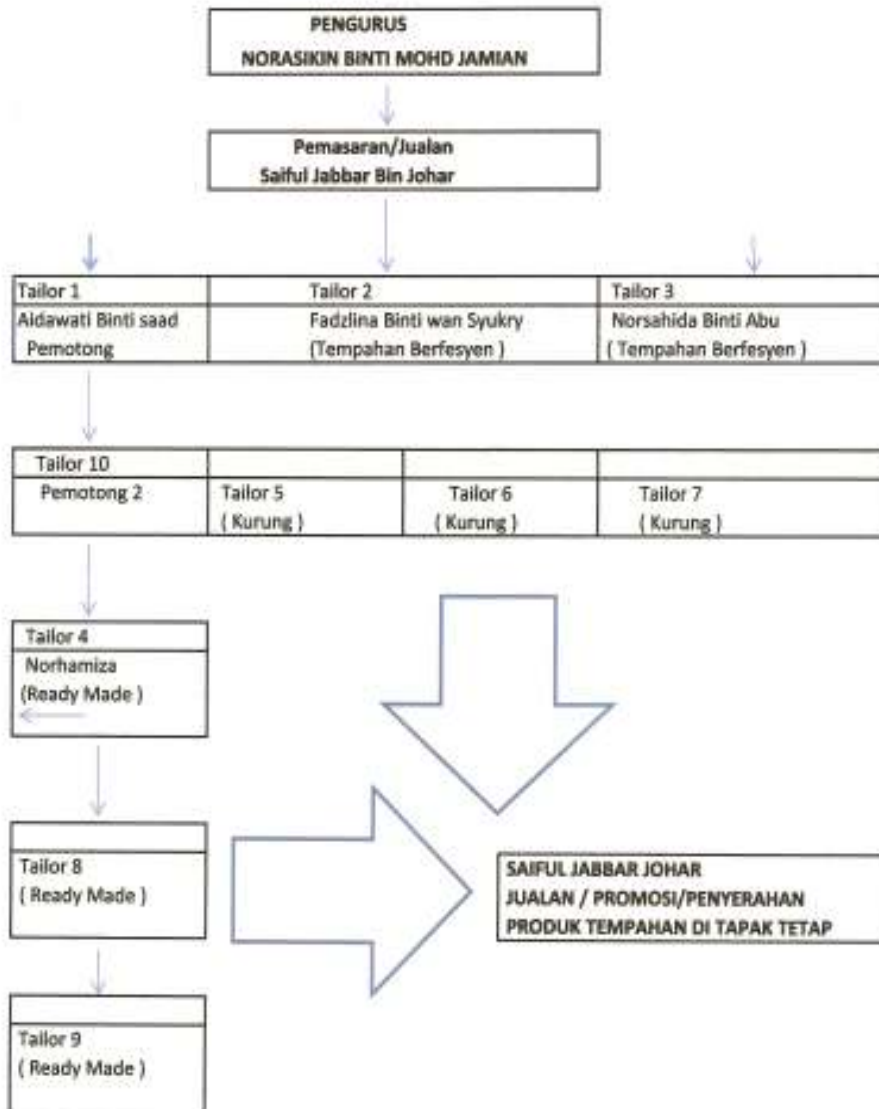 PENGURUS
NORASIKIN BINTI MOHD JAMIAN
Pemasaran/Jualan
Saiful Jabbar Bin Johar
Tailor 1
Aidawati Binti saad
Pemotong
Tailor 2
Fadzlina Binti wan Syukry
(Tempahan Berfesyen )
Tailor 3
Norsahida Binti Abu
( Tempahan Berfesyen )
Tailor 10
Pemotong 2
Tailor 5
( Kurung )
Tailor 6
( Kurung )
Tailor 7
( Kurung )
Tailor 4
Norhamiza
(Ready Made )
Tailor 8
( Ready Made )
SAIFUL JABBAR JOHAR
JUALAN / PROMOSI/PENYERAHAN
PRODUK TEMPAHAN DI TAPAK TETAP
Tailor 9
( Ready Made )